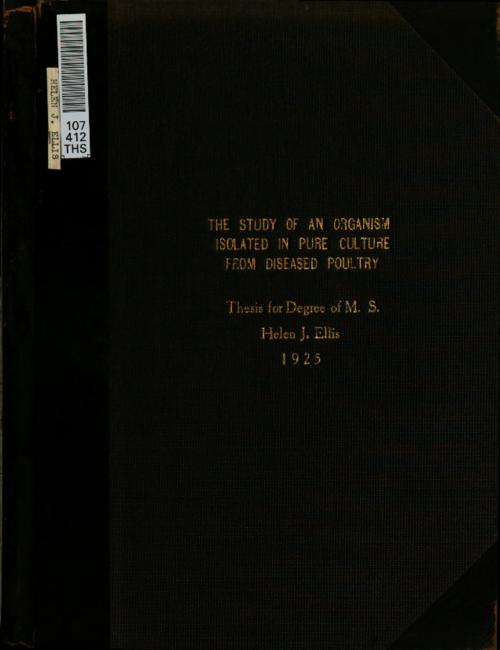 107
412
THS
HELEN J. ELLIS
THE STUDY OF AN ORGANISM
ISOLATED IN PURE CULTURE
FROM DISEASED POULTRY
Thesis for Degree of M. S.
Helen J. Ellis
1925